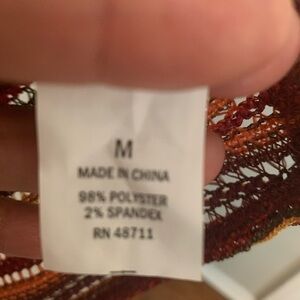 M
MADE IN CHINA
98% POLYSTER
2% SPANDEX
RN 48711